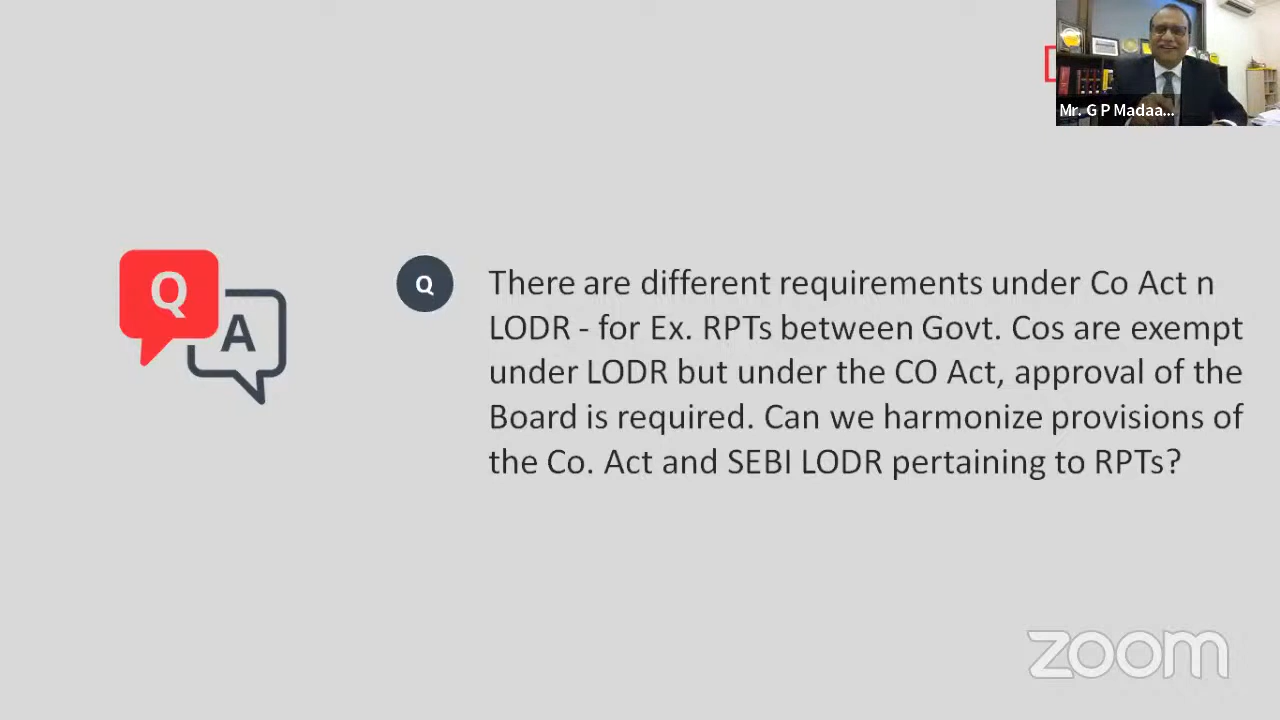 Mr. G P Madaa...
Q
A
Q
There are different requirements under Co Act n
LODR - for Ex. RPTs between Govt. Cos are exempt
under LODR but under the CO Act, approval of the
Board is required. Can we harmonize provisions of
the Co. Act and SEBI LODR pertaining to RPTs?
zoom